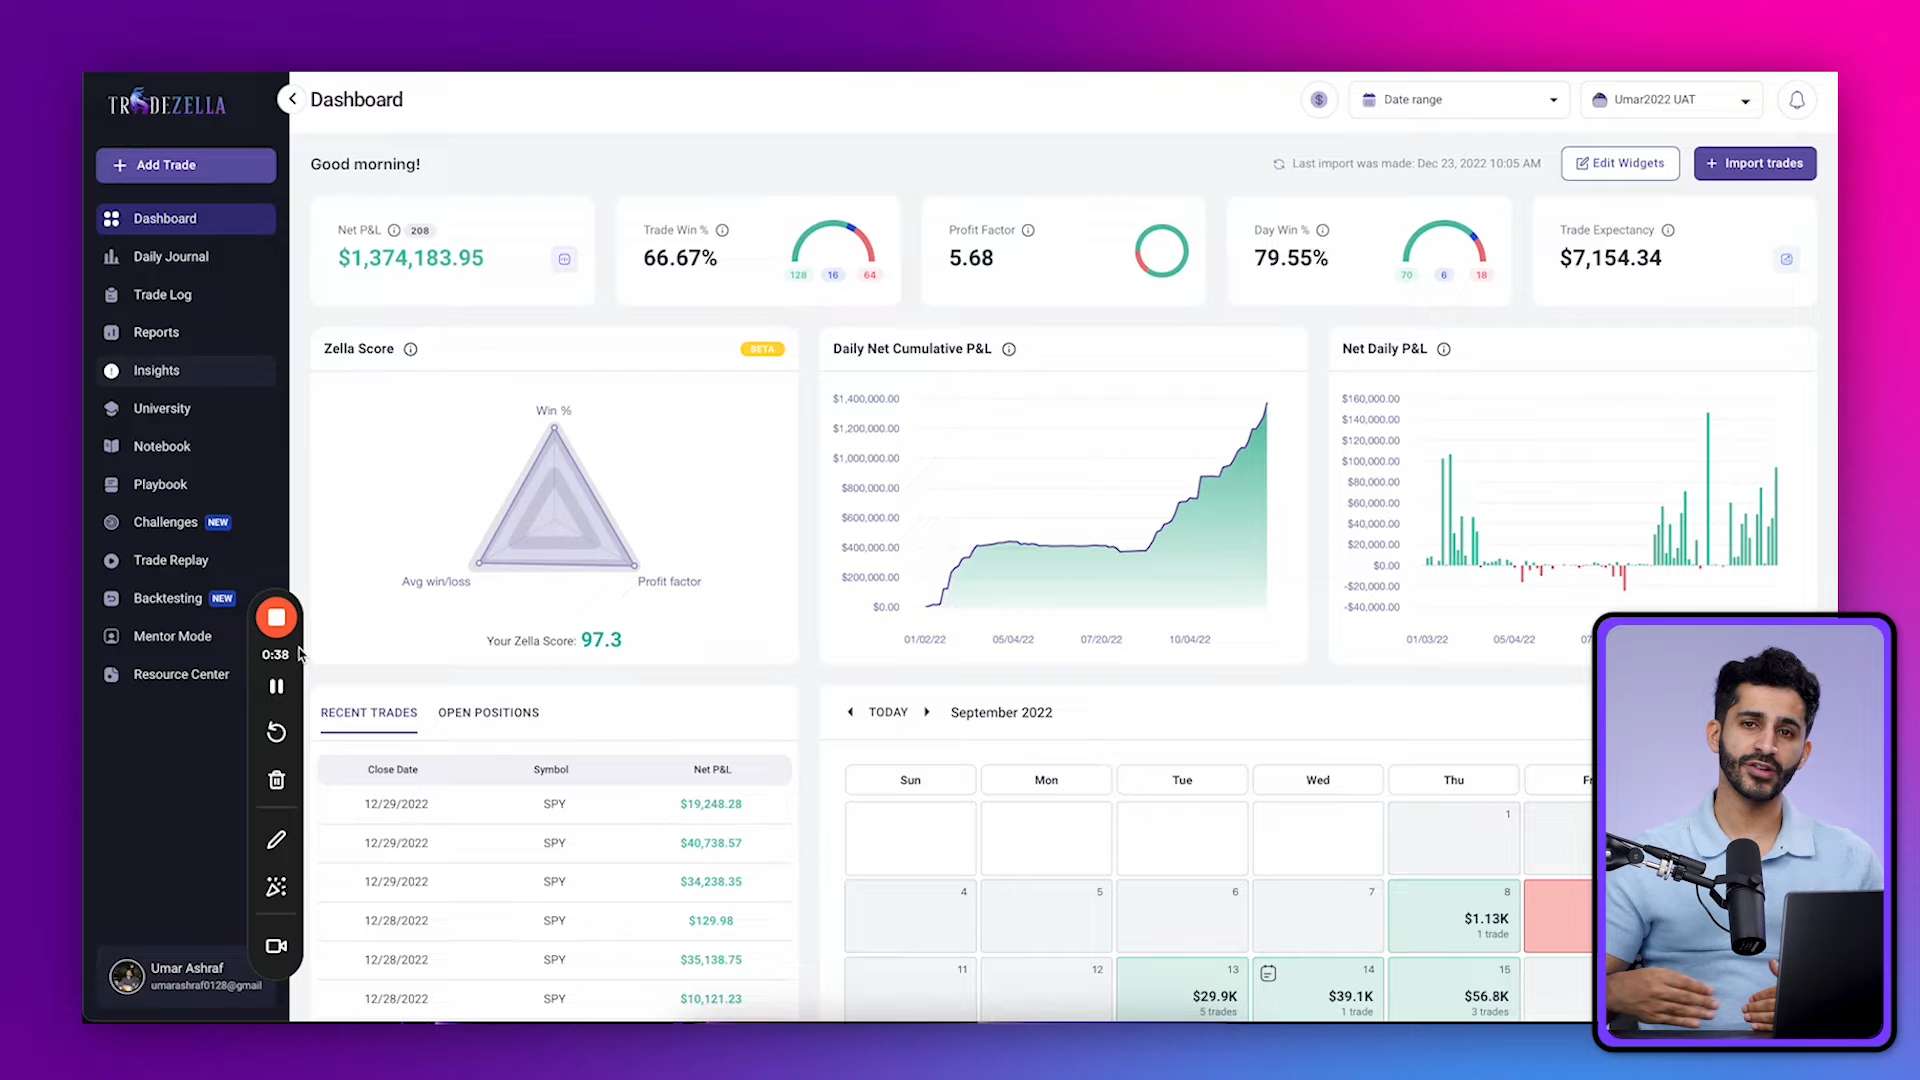 TRADEZELLA
Dashboard
$
Date range
Umar2022 UAT
Add Trade
Good morning!
Last import was made: Dec 23, 2022 10:05 AM
Edit Widgets
+ Import trades
Dashboard
Daily Journal
Trade Log
Reports
Insights
University
Notebook
Playbook
Challenges NEW
Trade Replay
Backtesting NEW
Mentor Mode
Resource Center
0:38
Umar Ashraf
umarashraf0128@gmail
Net P&L 208
$1,374,183.95
Trade Win %
66.67%
128 16 64
Profit Factor
5.68
Day Win %
79.55%
70 6 18
Trade Expectancy
$7,154.34
Zella Score
BETA
Win %
Avg win/loss
Profit factor
Your Zella Score: 97.3
Daily Net Cumulative P&L
$1,400,000.00
$1,200,000.00
$1,000,000.00
$800,000.00
$600,000.00
$400,000.00
$200,000.00
$0.00
01/02/22 05/04/22 07/20/22 10/04/22
Net Daily P&L
$160,000.00
$140,000.00
$120,000.00
$100,000.00
$80,000.00
$60,000.00
$40,000.00
$20,000.00
$0.00
-$20,000.00
-$40,000.00
01/03/22 05/04/22
RECENT TRADES OPEN POSITIONS
Close Date Symbol Net P&L
12/29/2022 SPY $19,248.28
12/29/2022 SPY $40,738.57
12/29/2022 SPY $34,238.35
12/28/2022 SPY $129.98
12/28/2022 SPY $35,138.75
12/28/2022 SPY $10,121.23
TODAY September 2022
Sun Mon Tue Wed Thu
1
4 5 6 7 8
$1.13K
1 trade
11 12 13 14 15
$29.9K $39.1K $56.8K
5 trades 1 trade 3 trades